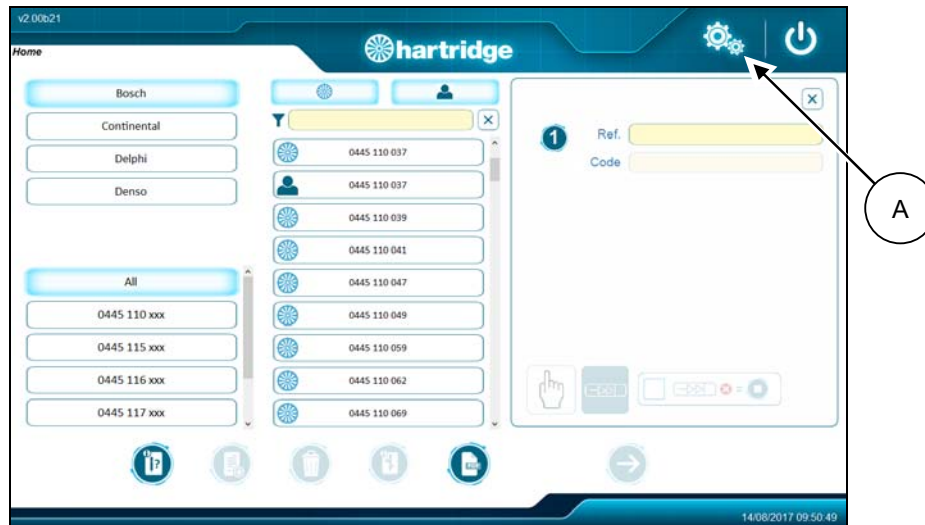 v2.00b21
Home
hartridge
Bosch
Continental
Delphi
Denso
All
0445 110 xxx
0445 115 xxx
0445 116 xxx
0445 117 xxx
0445 110 037
0445 110 037
0445 110 039
0445 110 041
0445 110 047
0445 110 049
0445 110 059
0445 110 062
0445 110 069
1
Ref.
Code
A
14/08/2017 09:50:49